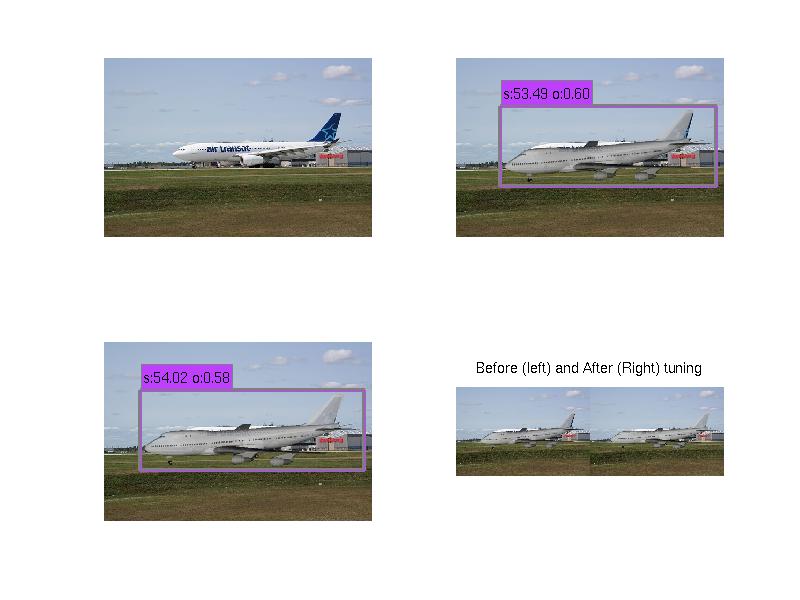 air transat
s:53.49 o:0.60
s:54.02 o:0.58
Before (left) and After (Right) tuning